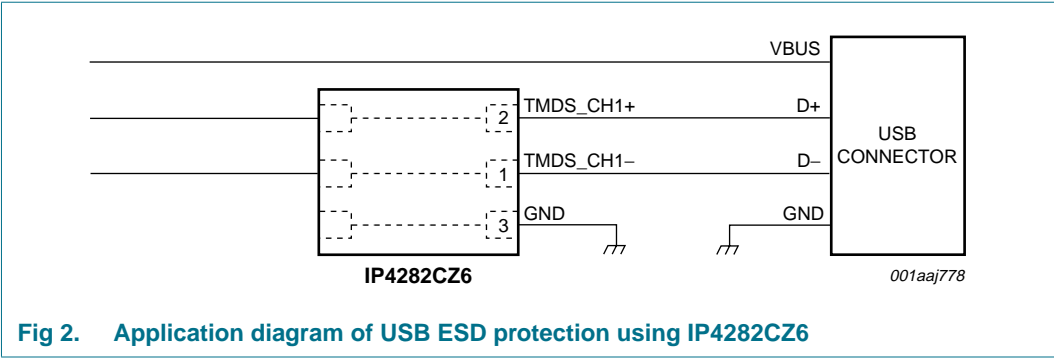 VBUS
2 TMDS_CH1+ D+
USB
CONNECTOR
1 TMDS_CH1− D−
3 GND GND
IP4282CZ6
001aaj778
Fig 2. Application diagram of USB ESD protection using IP4282CZ6